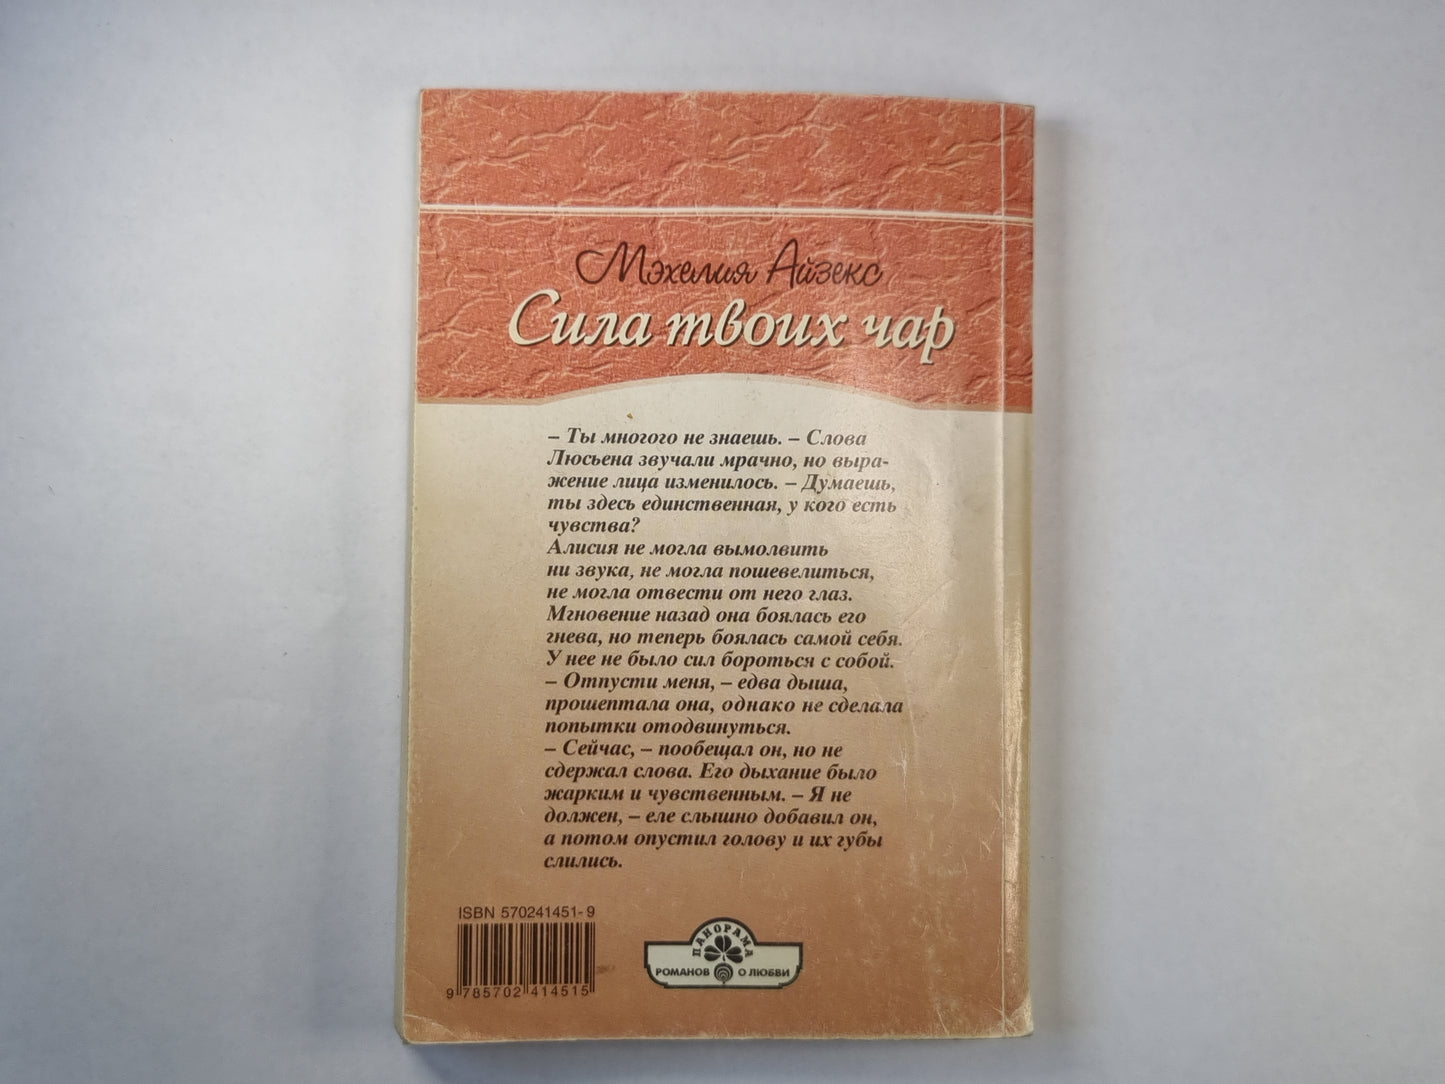 Мэхелия Айзекс
Сила твоих чар
– Ты многого не знаешь. – Слова
Люсьена звучали мрачно, но выра-
жение лица изменилось. – Думаешь,
ты здесь единственная, у кого есть
чувства?
Алисия не могла вымолвить
ни звука, не могла пошевелиться,
не могла отвести от него глаз.
Мгновение назад она боялась его
гнева, но теперь боялась самой себя.
У нее не было сил бороться с собой.
– Отпусти меня, – едва дыша,
прошептала она, однако не сделала
попытки отодвинуться.
– Сейчас, – пообещал он, но не
сдержал слова. Его дыхание было
жарким и чувственным. – Я не
должен, – еле слышно добавил он,
а потом опустил голову и их губы
слились.
ISBN 570241451-9
9 785702 414515
ПАНОРАМА
РОМАНОВ О ЛЮБВИ